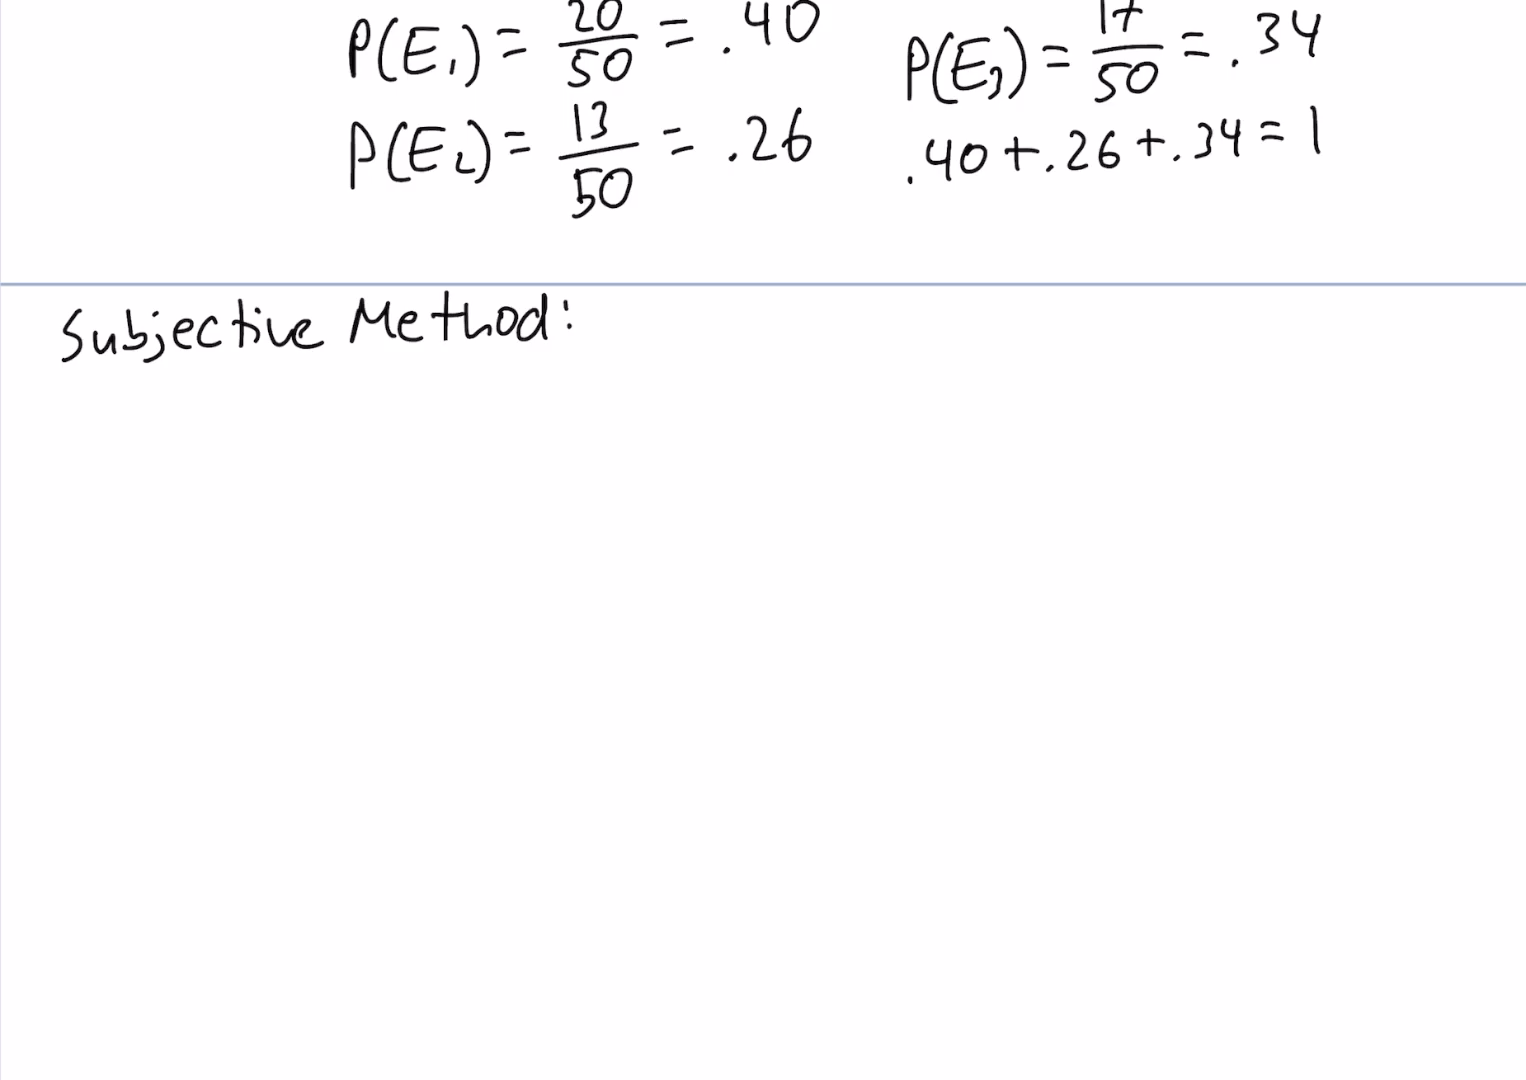 P(E₁) = 20/50 = .40
P(E₂) = 13/50 = .26
P(E₃) = 17/50 = .34
.40 + .26 + .34 = 1
Subjective Method: